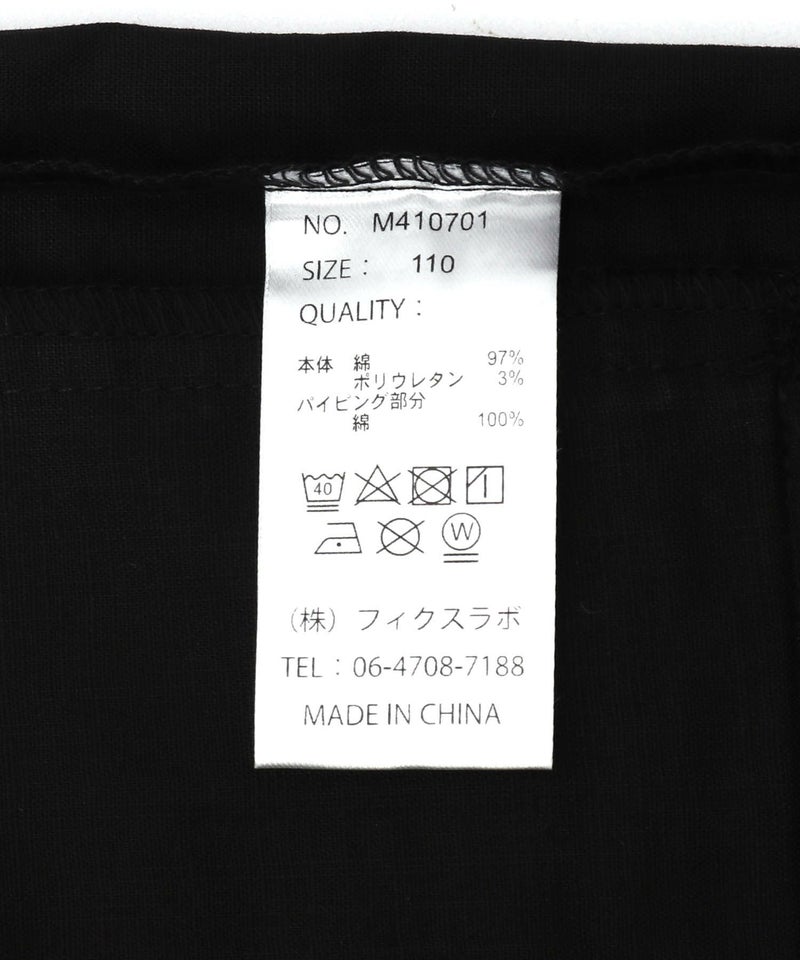 NO. M410701
SIZE : 110
QUALITY :
本体 綿 97%
ポリウレタン 3%
パイピング部分
綿 100%
40
W
(株) フィクスラボ
TEL : 06-4708-7188
MADE IN CHINA